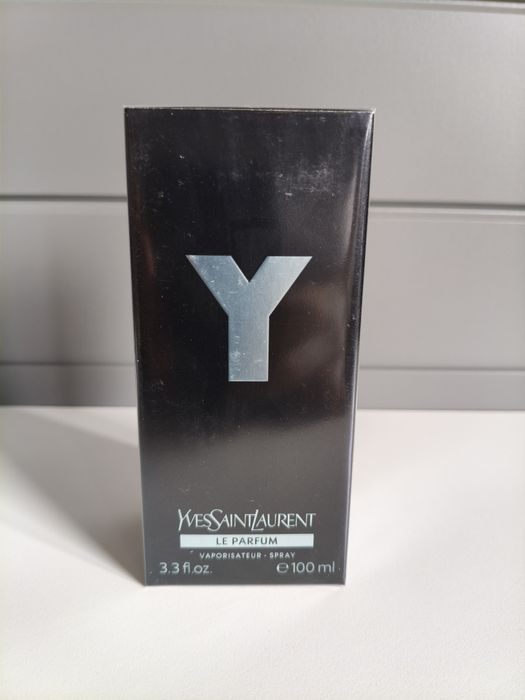 Y
YVESSAINTLAURENT
LE PARFUM
VAPORISATEUR · SPRAY
3.3 fl.oz. ℮100 ml